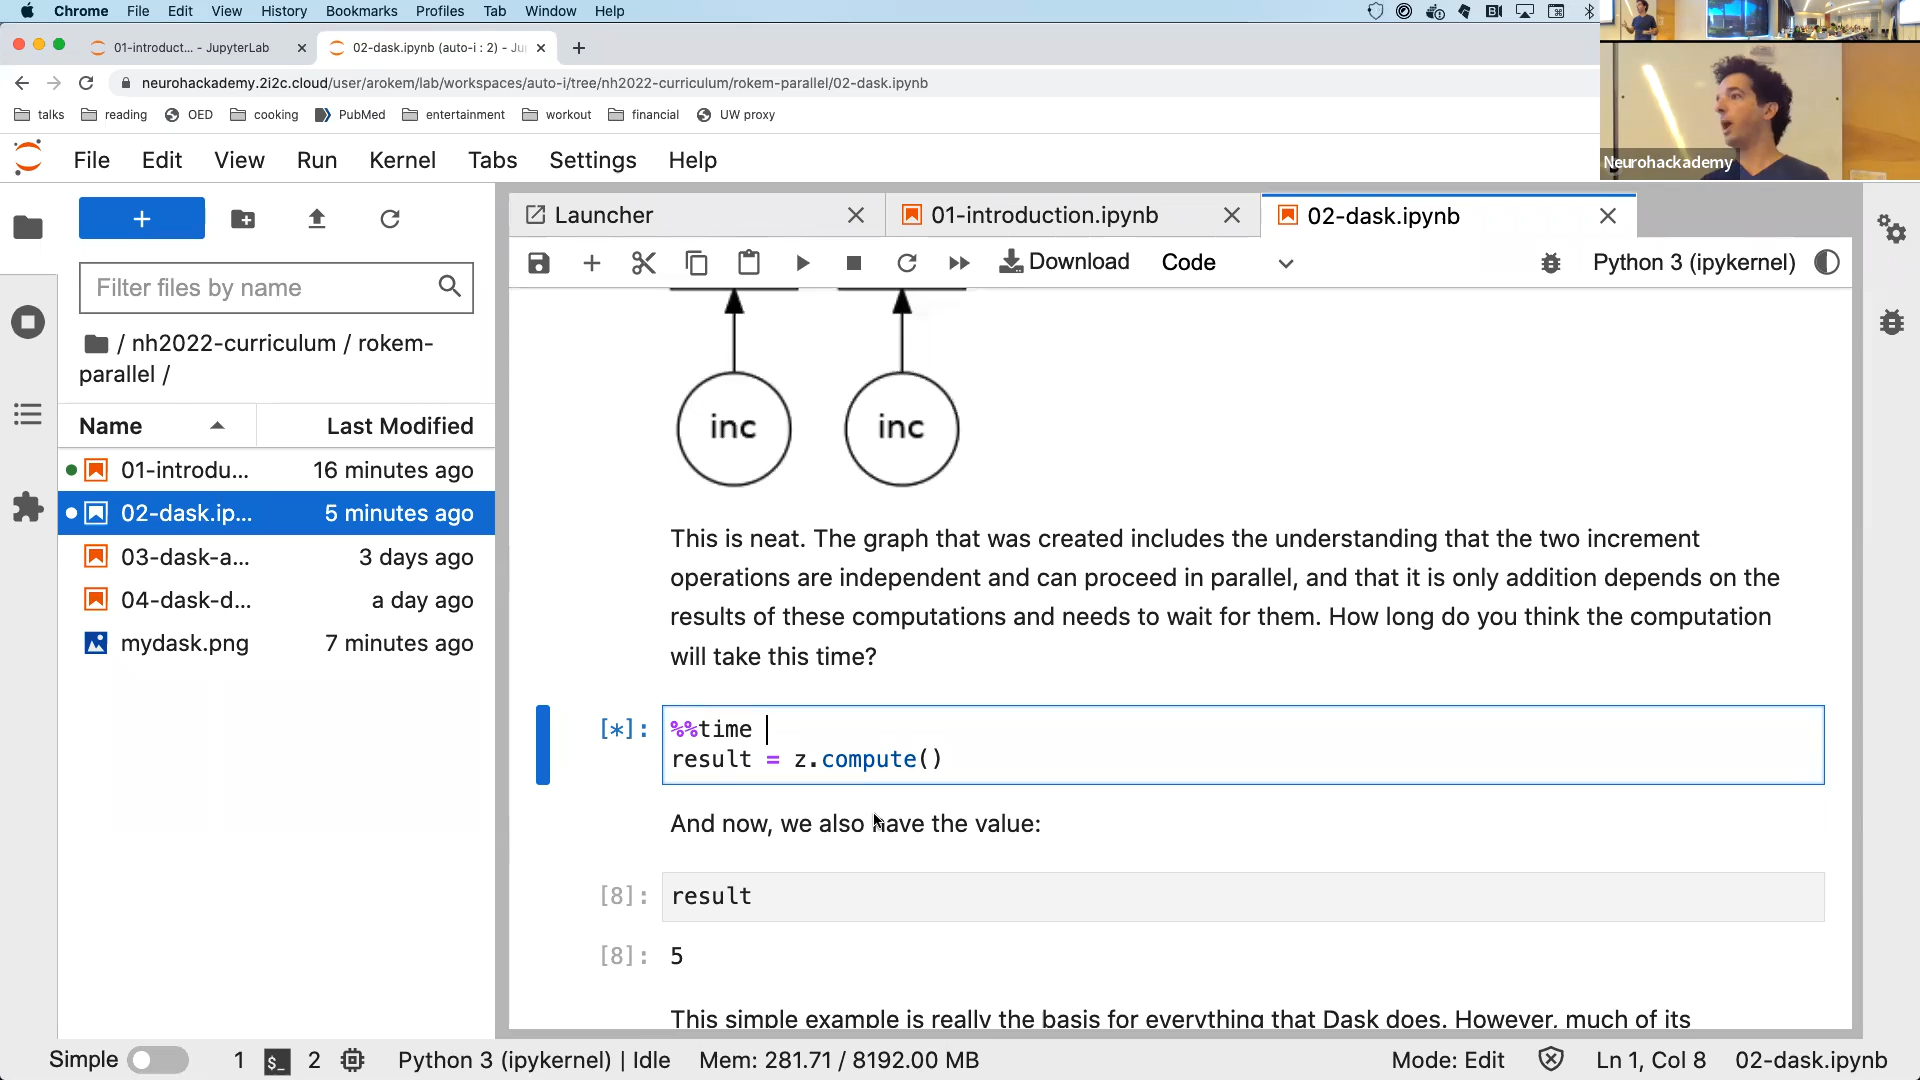 Chrome File Edit View History Bookmarks Profiles Tab Window Help
01-introduct... - JupyterLab
02-dask.ipynb (auto-i : 2) - Ju
neurohackademy.2i2c.cloud/user/arokem/lab/workspaces/auto-i/tree/nh2022-curriculum/rokem-parallel/02-dask.ipynb
talks reading OED cooking PubMed entertainment workout financial UW proxy
Neurohackademy
File Edit View Run Kernel Tabs Settings Help
Launcher
01-introduction.ipynb
02-dask.ipynb
Download Code Python 3 (ipykernel)
Filter files by name
/ nh2022-curriculum / rokem-
parallel /
Name Last Modified
01-introdu... 16 minutes ago
02-dask.ip... 5 minutes ago
03-dask-a... 3 days ago
04-dask-d... a day ago
mydask.png 7 minutes ago
inc inc
This is neat. The graph that was created includes the understanding that the two increment
operations are independent and can proceed in parallel, and that it is only addition depends on the
results of these computations and needs to wait for them. How long do you think the computation
will take this time?
[*]: %%time
result = z.compute()
And now, we also have the value:
[8]: result
[8]: 5
This simple example is really the basis for everything that Dask does. However, much of its
Simple 1 $_ 2 Python 3 (ipykernel) | Idle Mem: 281.71 / 8192.00 MB Mode: Edit Ln 1, Col 8 02-dask.ipynb